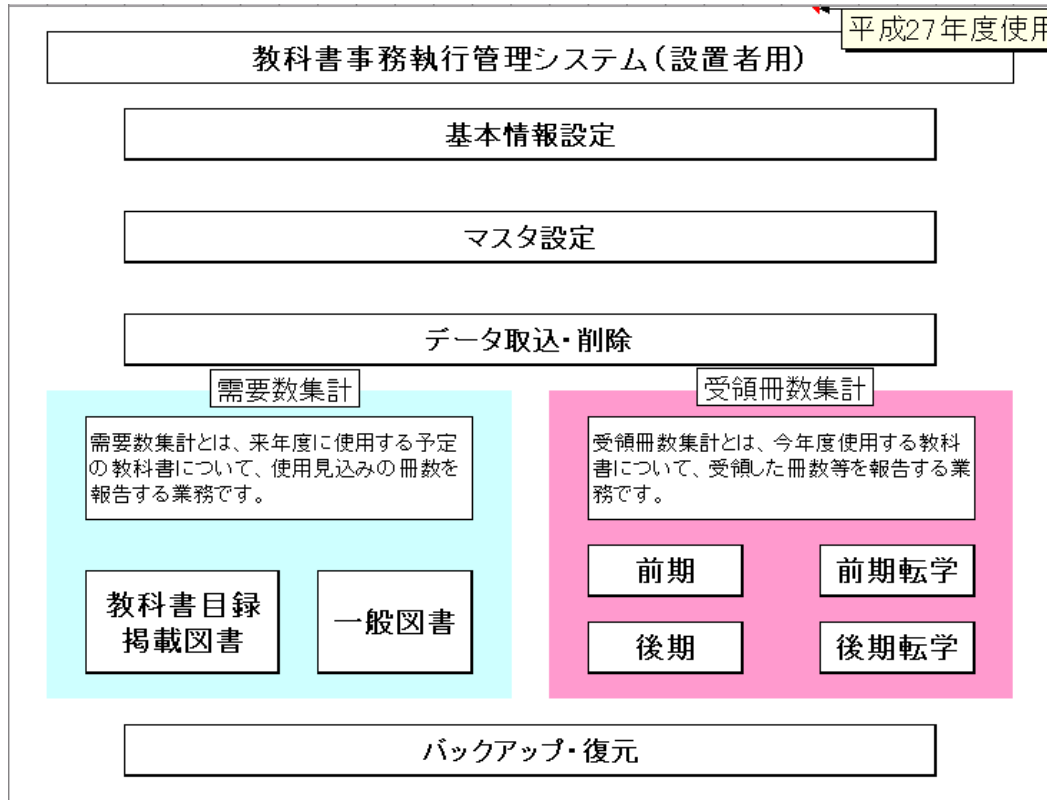 平成27年度使用
教科書事務執行管理システム（設置者用）
基本情報設定
マスタ設定
データ取込・削除
需要数集計
需要数集計とは、来年度に使用する予定
の教科書について、使用見込みの冊数を
報告する業務です。
教科書目録
掲載図書
一般図書
受領冊数集計
受領冊数集計とは、今年度使用する教科
書について、受領した冊数等を報告する業
務です。
前期
前期転学
後期
後期転学
バックアップ・復元